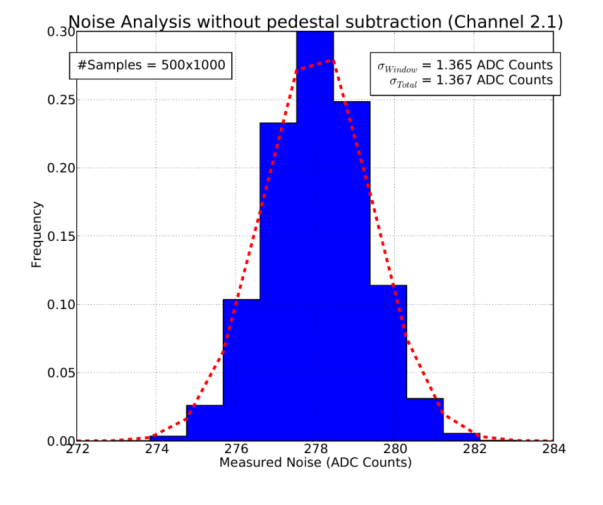 Noise Analysis without pedestal subtraction (Channel 2.1)
0.30
#Samples = 500x1000
σWindow = 1.365 ADC Counts
σTotal = 1.367 ADC Counts
0.25
0.20
0.15
0.10
0.05
0.00
Frequency
272 274 276 278 280 282 284
Measured Noise (ADC Counts)